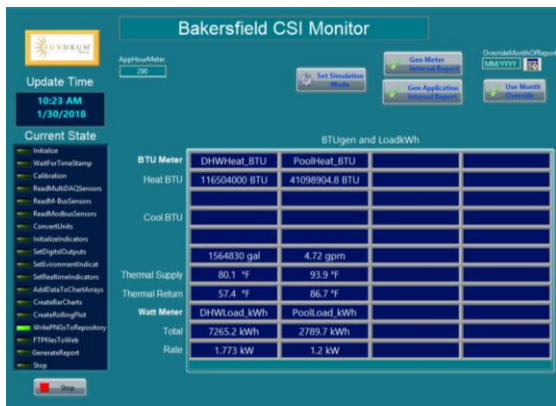 Bakersfield CSI Monitor
SUNDRUM
AppHourMeter
290
Set Simulation
Mode
Gen Meter
Interval Report
Gen Application
Interval Report
OverrideMonthOfReport
MM/YYYY
Use Month
Override
Update Time
10:23 AM
1/30/2018
Current State
Initialize
WaitForTimeStamp
Calibration
ReadMultiDAQSensors
ReadM-BusSensors
ReadModbusSensors
ConvertUnits
InitializeIndicators
SetDigitslOutputs
SetEvironmentIndicat
SetRealtimeIndicators
AddDataToChartArrays
CreateBarCharts
CreateRollingPlot
WritePNGsToRepository
FTPfilesToWeb
GenerateReport
Stop
Stop
BTUgen and LoadkWh
BTU Meter DHWHeat_BTU PoolHeat_BTU
Heat BTU 116504000 BTU 41098904.8 BTU
Cool BTU
1564830 gal 4.72 gpm
Thermal Supply 80.1 °F 93.9 °F
Thermal Return 57.4 °F 86.7 °F
Watt Meter DHWLoad_kWh PoolLoad_kWh
Total 7265.2 kWh 2789.7 kWh
Rate 1.773 kW 1.2 kW